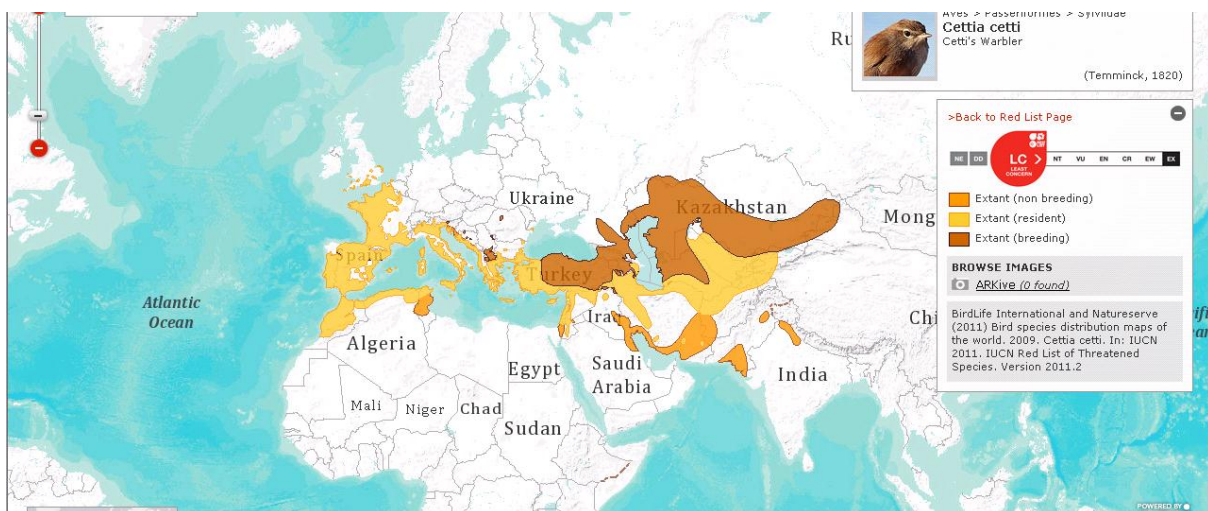 Aves > Passeriformes > Sylviidae
Cettia cetti
Cetti's Warbler
(Temminck, 1820)
>Back to Red List Page
NE DD LC > NT VU EN CR EW EX
LEAST
CONCERN
Extant (non breeding)
Extant (resident)
Extant (breeding)
BROWSE IMAGES
ARKive (0 found)
BirdLife International and Natureserve
(2011) Bird species distribution maps of
the world. 2009. Cettia cetti. In: IUCN
2011. IUCN Red List of Threatened
Species. Version 2011.2
Ru
Ukraine
Kazakhstan
Mong
Spain
Turkey
Atlantic
Ocean
Iraq
Chi
Algeria
Egypt
Saudi
Arabia
India
Mali
Niger
Chad
Sudan
POWERED BY